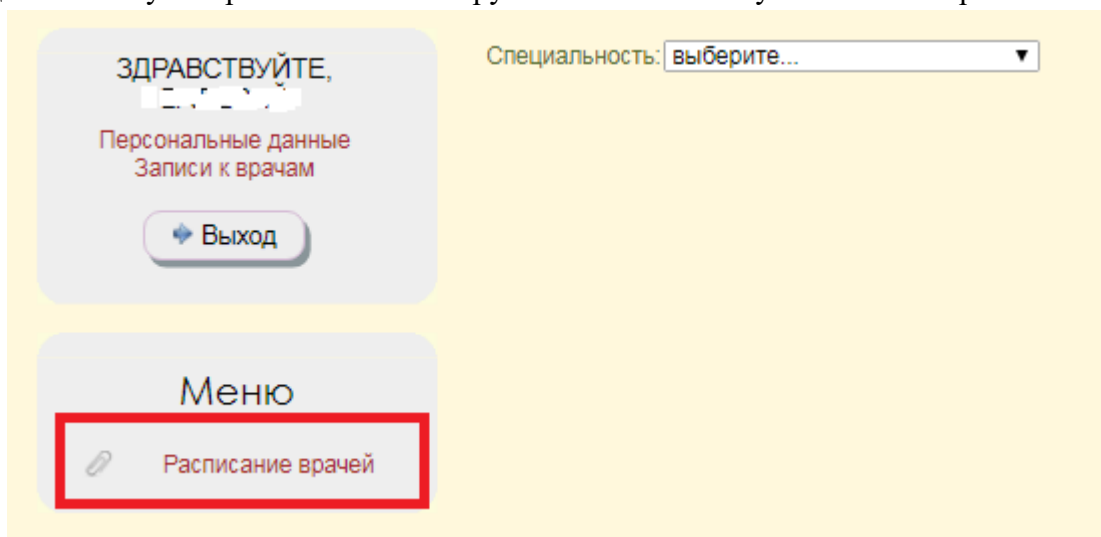 ЗДРАВСТВУЙТЕ,
Персональные данные
Записи к врачам
Выход
Специальность: выберите...
Меню
Расписание врачей